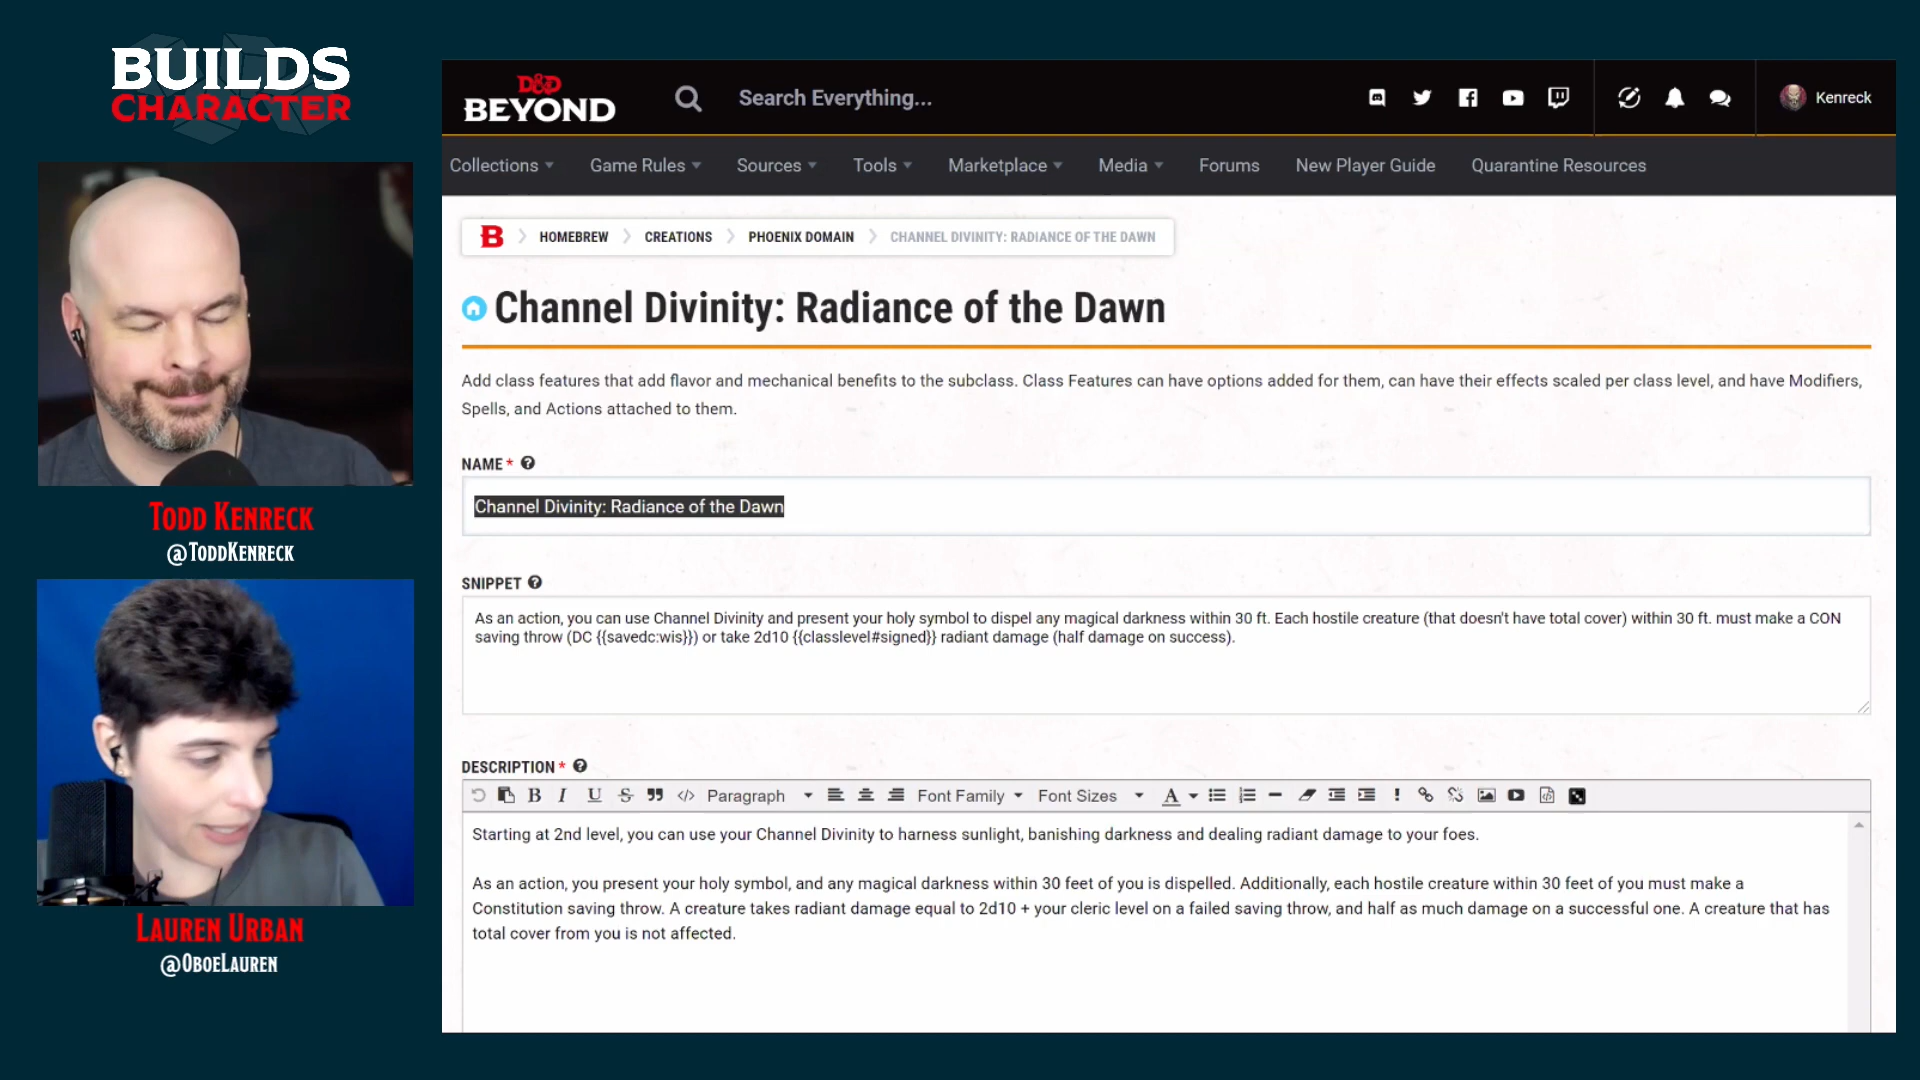 BUILDS
CHARACTER
TODD KENRECK
@TODDKENRECK
LAUREN URBAN
@OBOELAUREN
D&D
BEYOND
Search Everything...
Kenreck
Collections
Game Rules
Sources
Tools
Marketplace
Media
Forums
New Player Guide
Quarantine Resources
B
HOMEBREW
CREATIONS
PHOENIX DOMAIN
CHANNEL DIVINITY: RADIANCE OF THE DAWN
Channel Divinity: Radiance of the Dawn
Add class features that add flavor and mechanical benefits to the subclass. Class Features can have options added for them, can have their effects scaled per class level, and have Modifiers,
Spells, and Actions attached to them.
NAME *
Channel Divinity: Radiance of the Dawn
SNIPPET
As an action, you can use Channel Divinity and present your holy symbol to dispel any magical darkness within 30 ft. Each hostile creature (that doesn't have total cover) within 30 ft. must make a CON
saving throw (DC {{savedc:wis}}) or take 2d10 {{classlevel#signed}} radiant damage (half damage on success).
DESCRIPTION *
B I U S Paragraph Font Family Font Sizes A
Starting at 2nd level, you can use your Channel Divinity to harness sunlight, banishing darkness and dealing radiant damage to your foes.
As an action, you present your holy symbol, and any magical darkness within 30 feet of you is dispelled. Additionally, each hostile creature within 30 feet of you must make a
Constitution saving throw. A creature takes radiant damage equal to 2d10 + your cleric level on a failed saving throw, and half as much damage on a successful one. A creature that has
total cover from you is not affected.